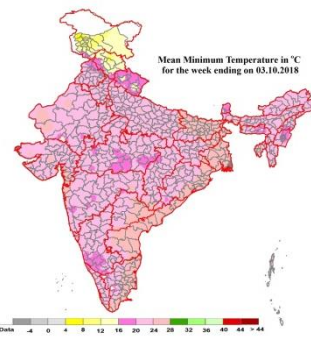 Mean Minimum Temperature in °C
for the week ending on 03.10.2018
Data -4 0 4 8 12 16 20 24 28 32 36 40 44 > 44